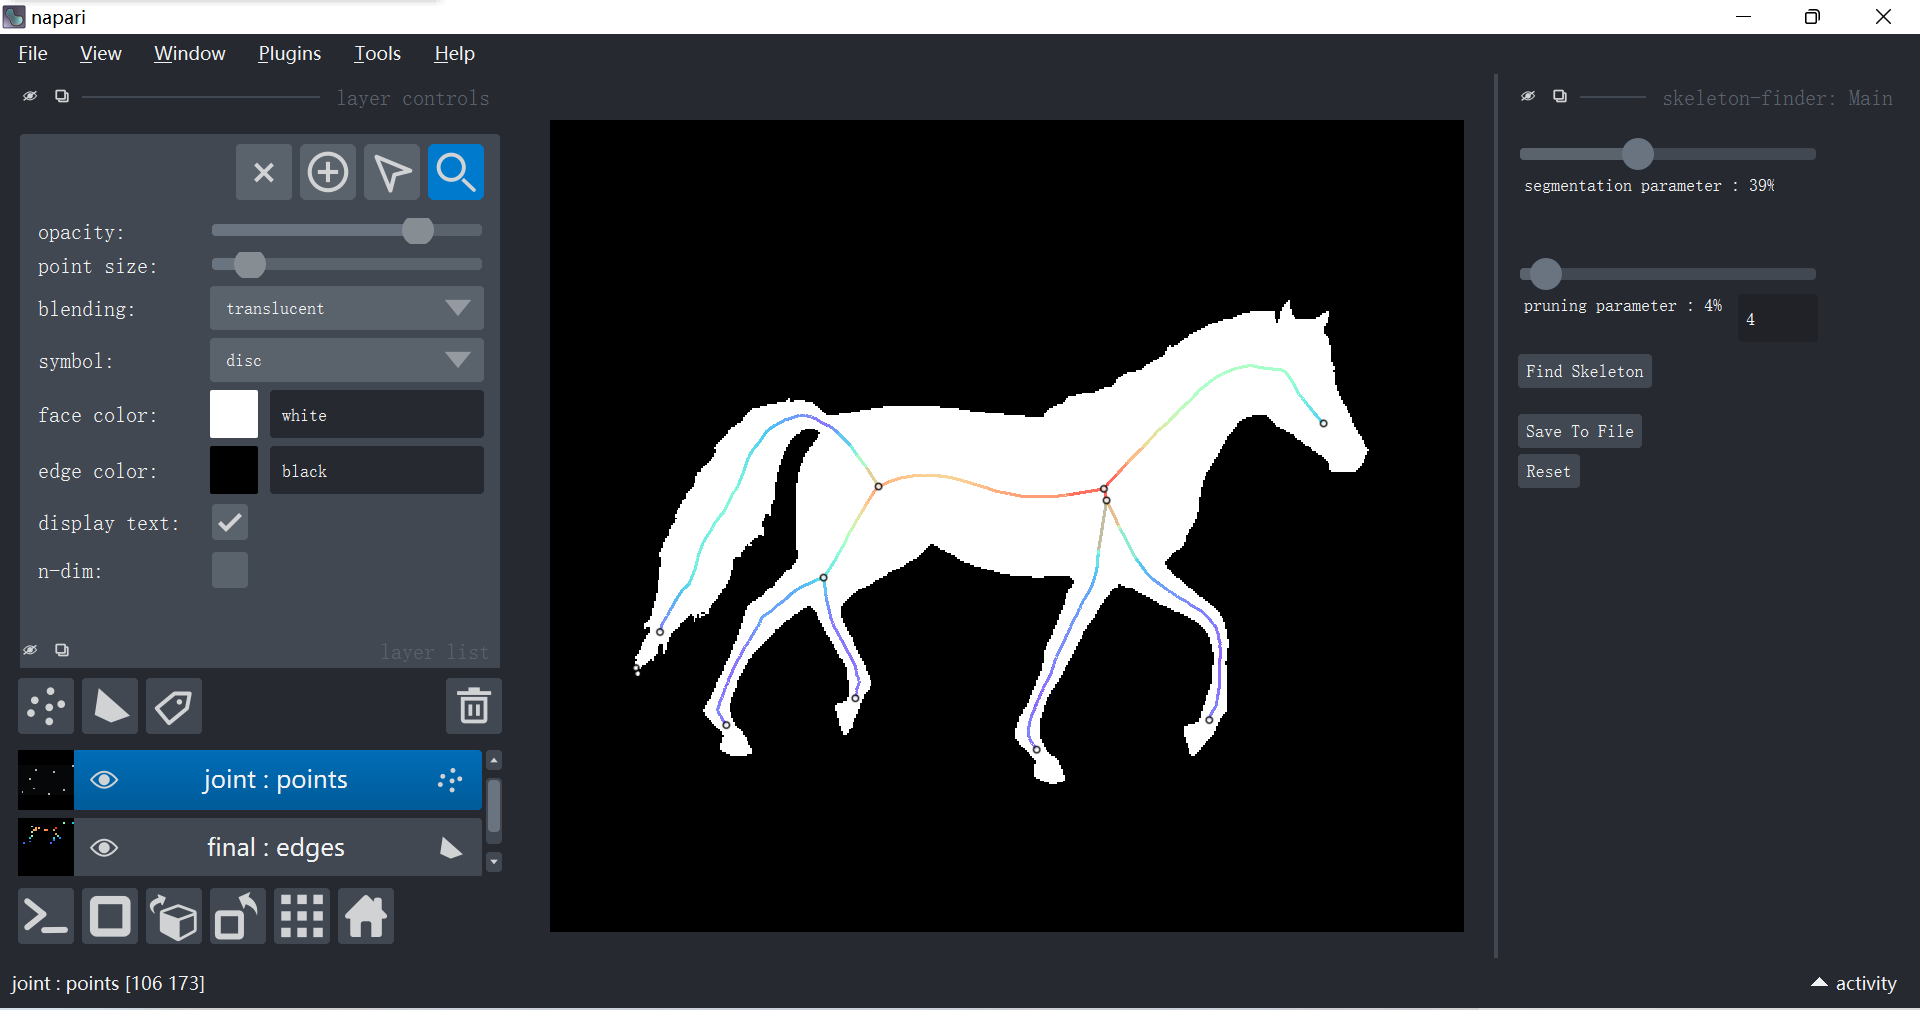 napari
File View Window Plugins Tools Help
layer controls
opacity:
point size:
blending: translucent
symbol: disc
face color: white
edge color: black
display text:
n-dim:
layer list
joint : points
final : edges
joint : points [106 173]
skeleton-finder: Main
segmentation parameter : 39%
pruning parameter : 4% 4
Find Skeleton
Save To File
Reset
activity